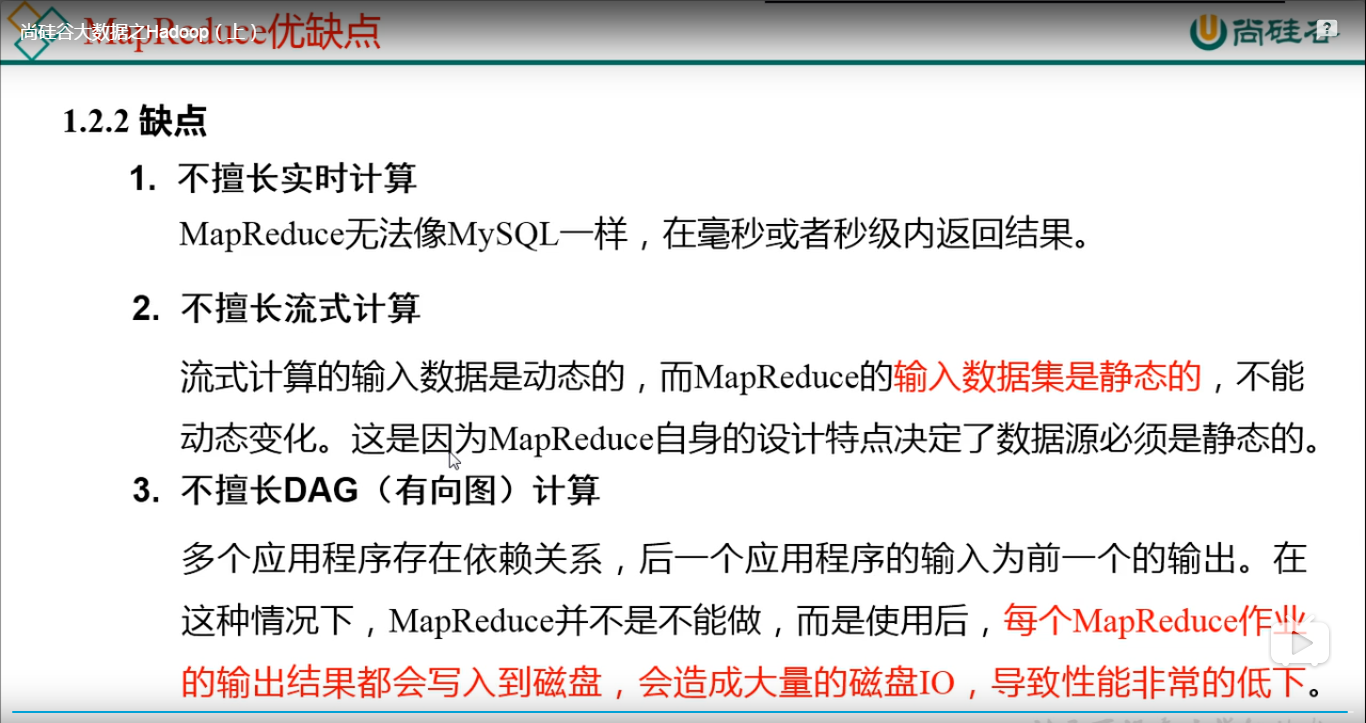 尚硅谷大数据之Hadoop（上）
MapReduce优缺点
尚硅谷
?
1.2.2 缺点
1. 不擅长实时计算
MapReduce无法像MySQL一样，在毫秒或者秒级内返回结果。
2. 不擅长流式计算
流式计算的输入数据是动态的，而MapReduce的输入数据集是静态的，不能
动态变化。这是因为MapReduce自身的设计特点决定了数据源必须是静态的。
3. 不擅长DAG（有向图）计算
多个应用程序存在依赖关系，后一个应用程序的输入为前一个的输出。在
这种情况下，MapReduce并不是不能做，而是使用后，每个MapReduce作业
的输出结果都会写入到磁盘，会造成大量的磁盘IO，导致性能非常的低下。